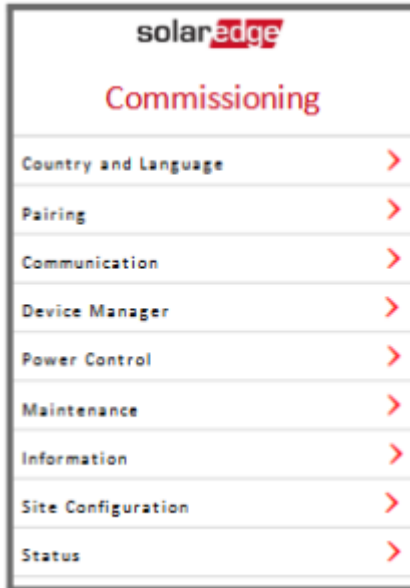 solaredge
Commissioning
Country and Language
Pairing
Communication
Device Manager
Power Control
Maintenance
Information
Site Configuration
Status